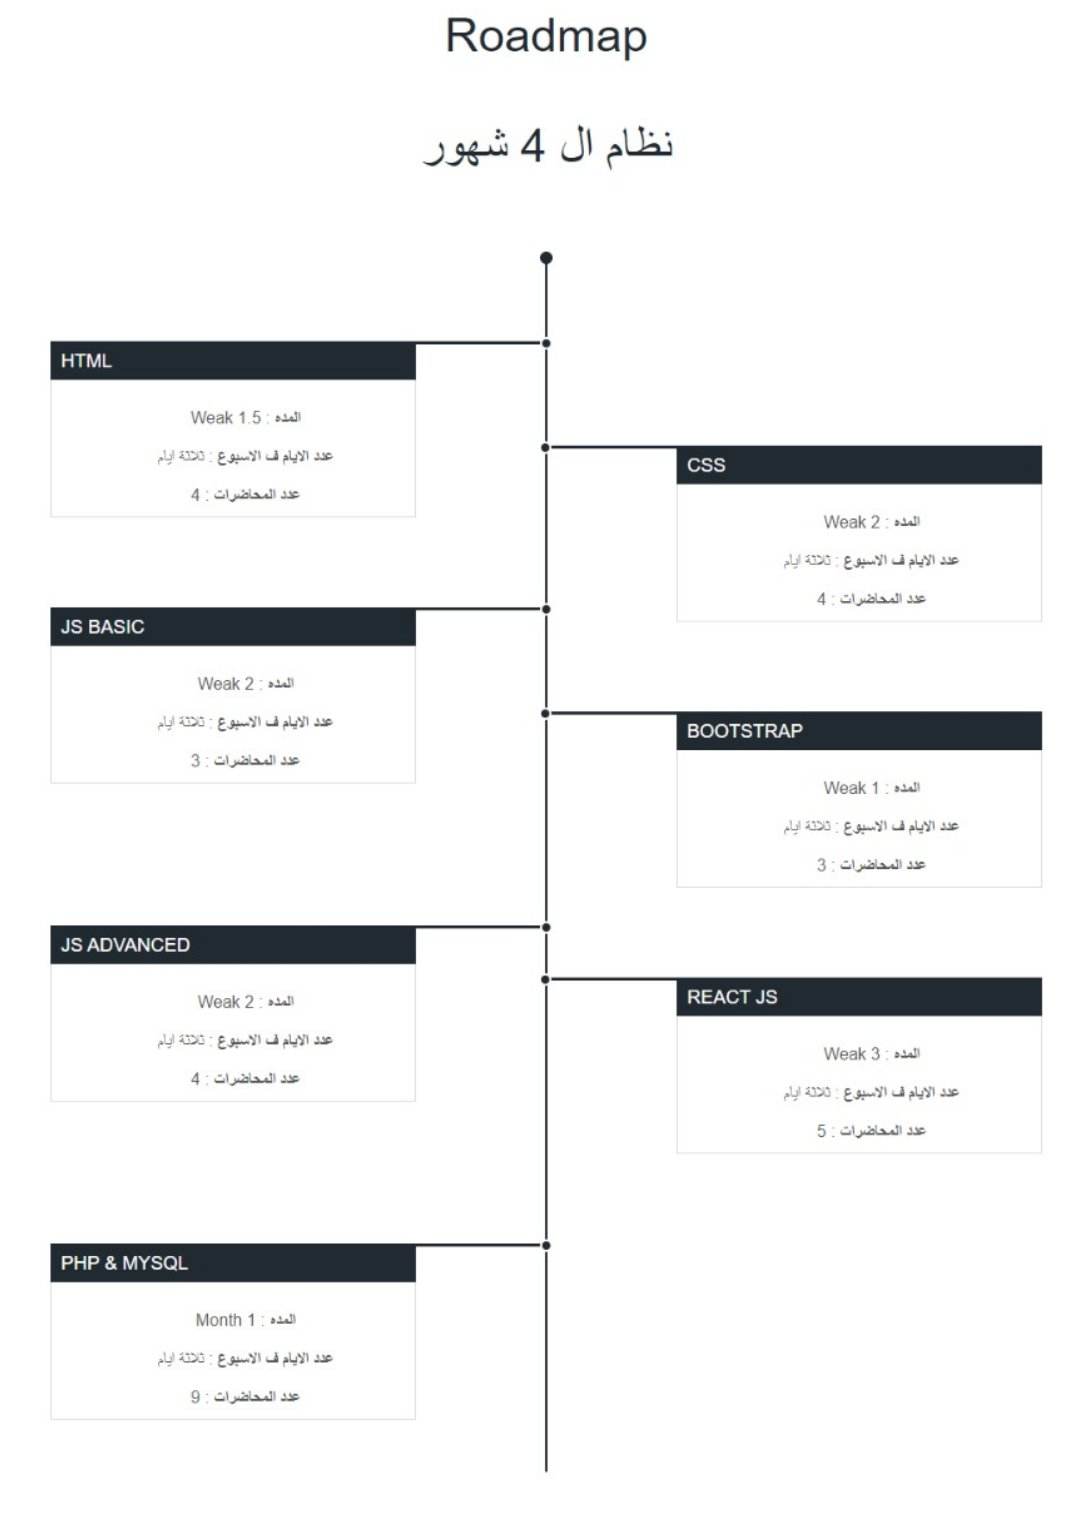 Roadmap
نظام ال 4 شهور
HTML
المده : Weak 1.5
عدد الايام ف الاسبوع : ثلاثة ايام
عدد المحاضرات : 4
CSS
المده : Weak 2
عدد الايام ف الاسبوع : ثلاثة ايام
عدد المحاضرات : 4
JS BASIC
المده : Weak 2
عدد الايام ف الاسبوع : ثلاثة ايام
عدد المحاضرات : 3
BOOTSTRAP
المده : Weak 1
عدد الايام ف الاسبوع : ثلاثة ايام
عدد المحاضرات : 3
JS ADVANCED
المده : Weak 2
عدد الايام ف الاسبوع : ثلاثة ايام
عدد المحاضرات : 4
REACT JS
المده : Weak 3
عدد الايام ف الاسبوع : ثلاثة ايام
عدد المحاضرات : 5
PHP & MYSQL
المده : Month 1
عدد الايام ف الاسبوع : ثلاثة ايام
عدد المحاضرات : 9